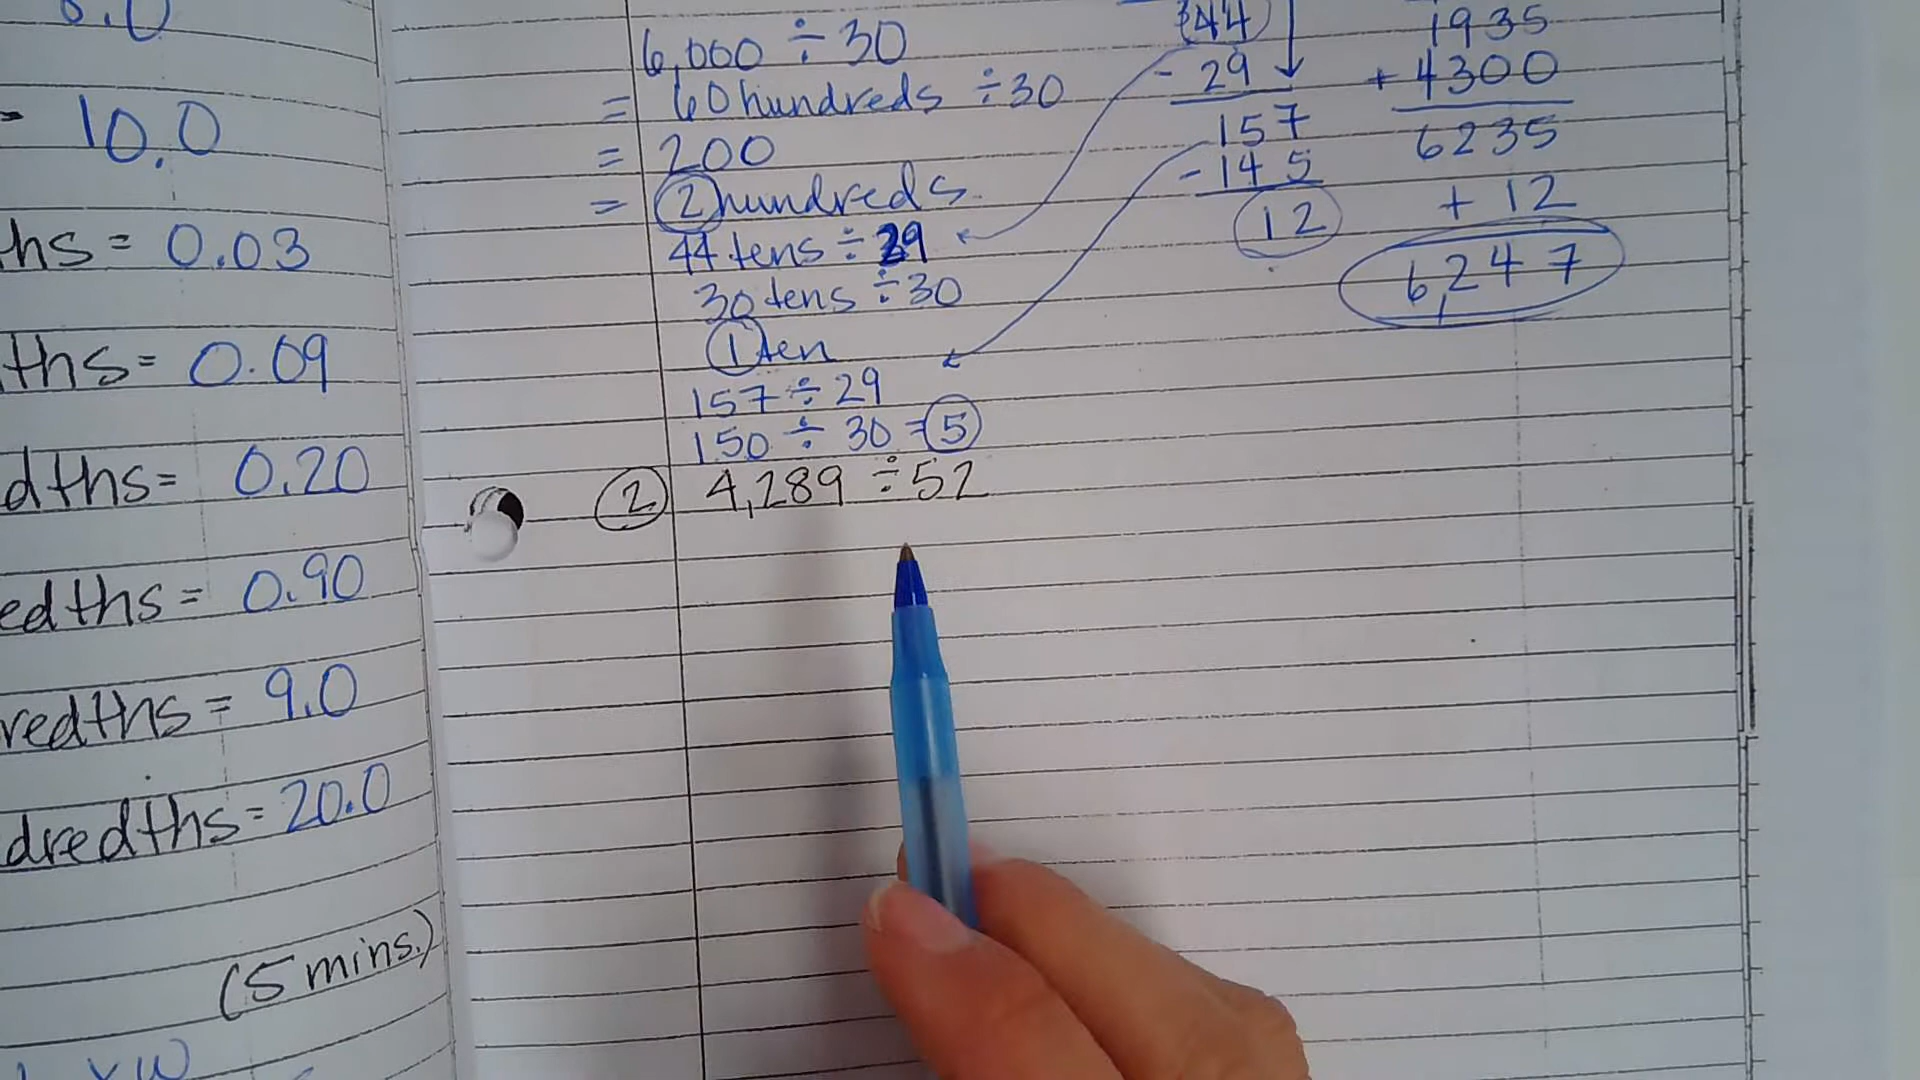 = 10.0
ths = 0.03
ths = 0.09
dths = 0.20
edths = 0.90
redths = 9.0
dredths = 20.0
(5 mins.)
6,000 ÷ 30
= 60 hundreds ÷ 30
= 200
= 2 hundreds
44 tens ÷ 29
30 tens ÷ 30
1 ten
157 ÷ 29
150 ÷ 30 = 5
2 4,289 ÷ 52
44
- 29
157
- 145
12
1935
+ 4300
6235
+ 12
6,247